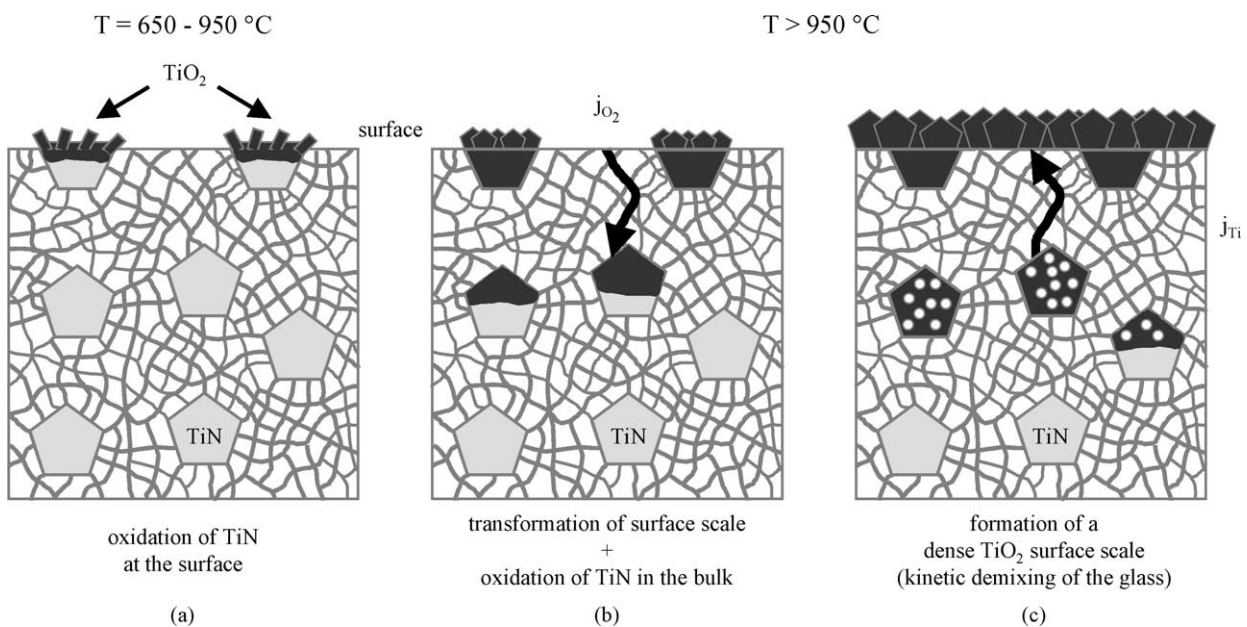 T = 650 - 950 °C
T > 950 °C
TiO2
surface
jO2
jTi
TiN
TiN
TiN
oxidation of TiN
at the surface
transformation of surface scale
+
oxidation of TiN in the bulk
formation of a
dense TiO2 surface scale
(kinetic demixing of the glass)
(a)
(b)
(c)